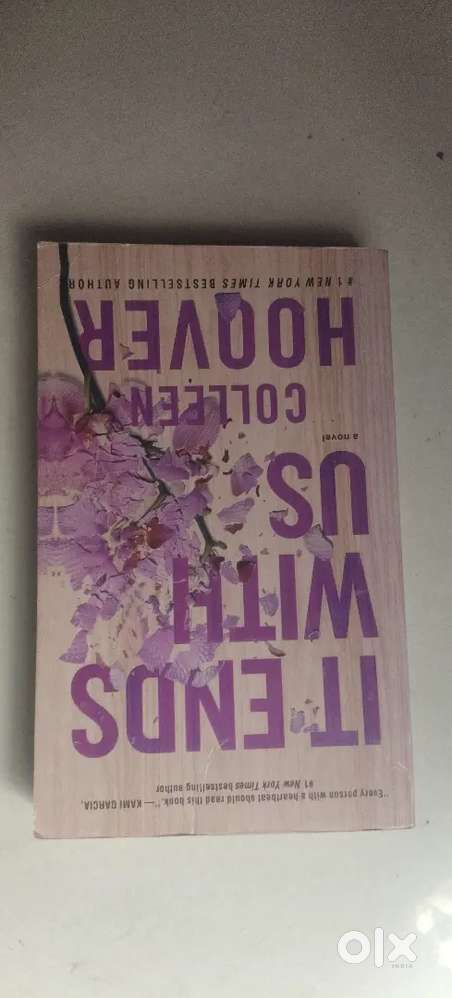 "Every person with a heartbeat should read this book." — KAMI GARCIA,
#1 New York Times bestselling author
IT ENDS
WITH
US
a novel
COLLEEN
HOOVER
#1 NEW YORK TIMES BESTSELLING AUTHOR
olx
INDIA